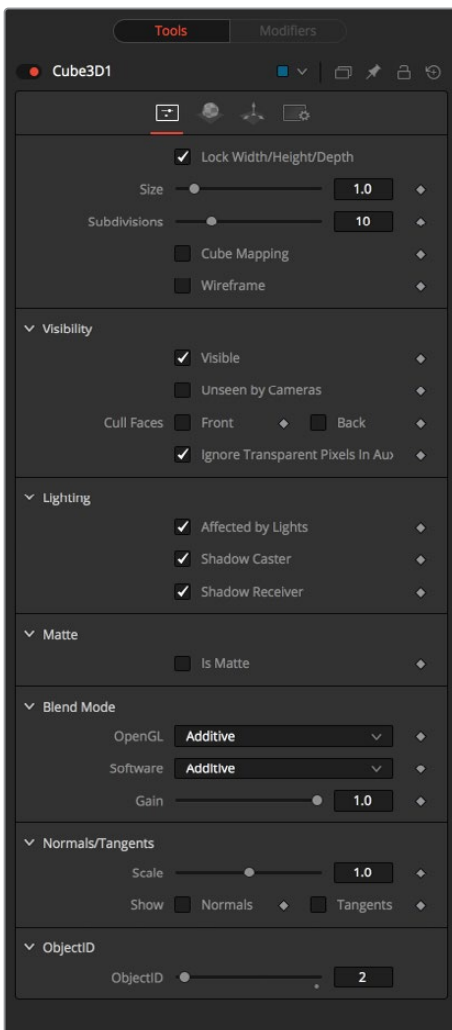 Tools Modifiers
Cube3D1
Lock Width/Height/Depth
Size 1.0
Subdivisions 10
Cube Mapping
Wireframe
Visibility
Visible
Unseen by Cameras
Cull Faces Front Back
Ignore Transparent Pixels In Aux
Lighting
Affected by Lights
Shadow Caster
Shadow Receiver
Matte
Is Matte
Blend Mode
OpenGL Additive
Software Additive
Gain 1.0
Normals/Tangents
Scale 1.0
Show Normals Tangents
ObjectID
ObjectID 2